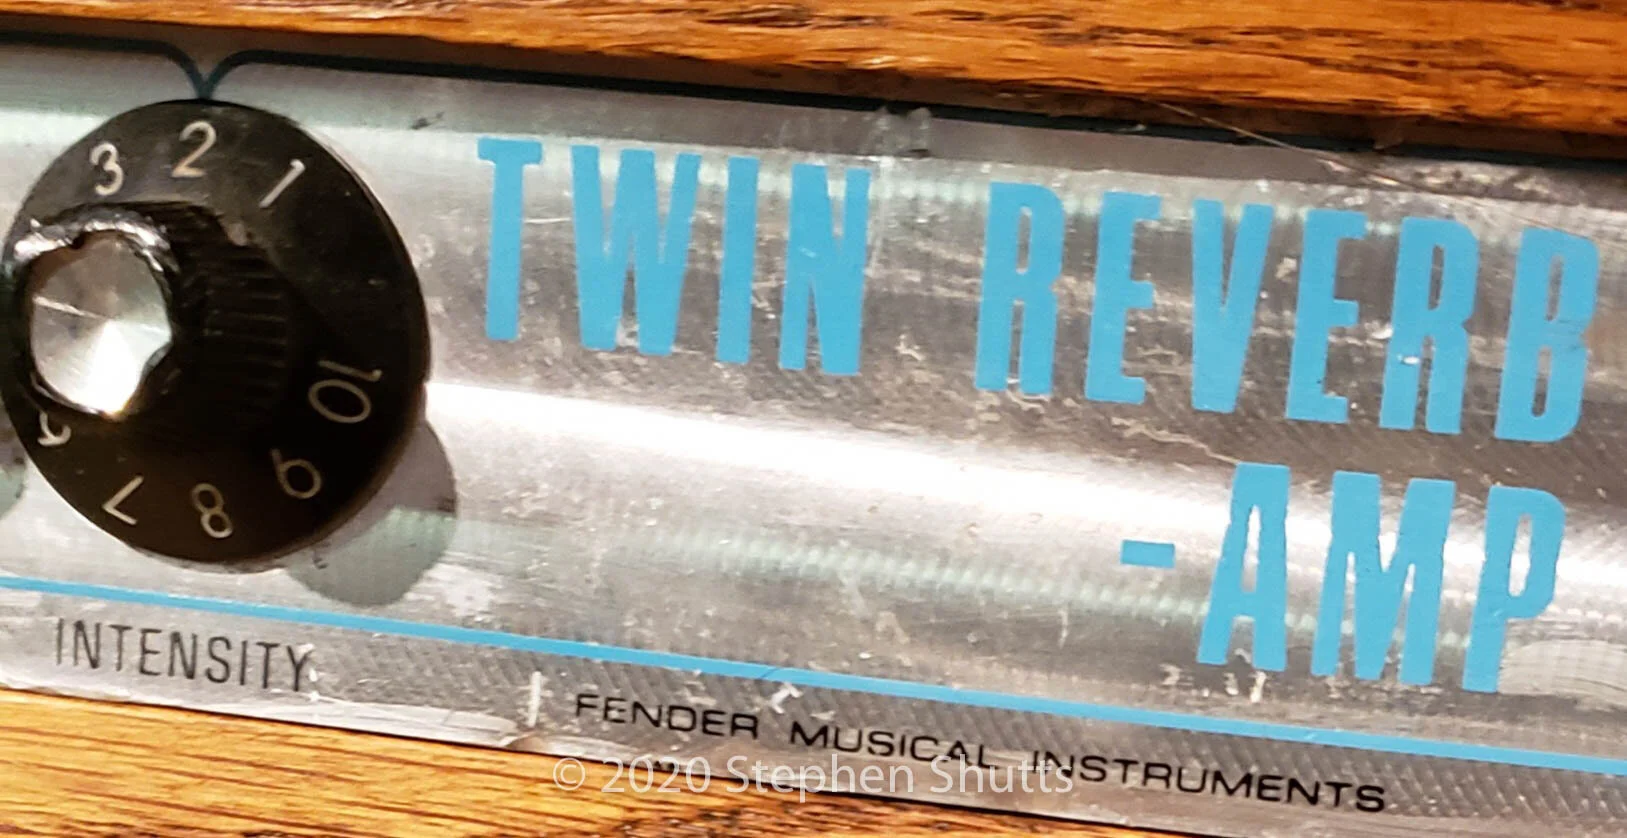 3 2 1
TWIN REVERB
-AMP
10
9
8
7
INTENSITY
FENDER MUSICAL INSTRUMENTS
© 2020 Stephen Shutts